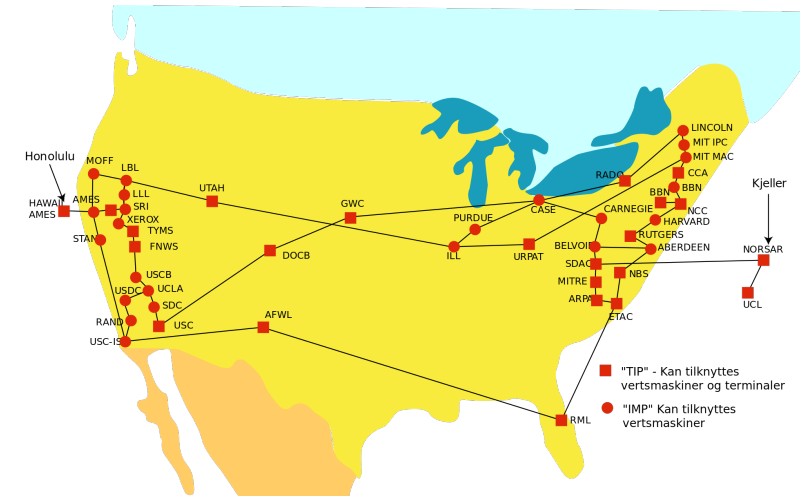 LINCOLN
MIT IPC
Honolulu
MOFF
MIT MAC
LBL
CCA
RADO
Kjeller
UTAH
BBN
BBN
LLL
HAWAII
AMES
AMES
SRI
GWC
CASE
CARNEGIE
NCC
XEROX
PURDUE
HARVARD
TYMS
STAN
RUTGERS
FNWS
BELVOIR
ABERDEEN
NORSAR
DOCB
ILL
URPAT
SDAC
USCB
NBS
MITRE
USDC
UCLA
ARPA
UCL
SDC
AFWL
ETAC
RAND
USC
USC-IS
"TIP" - Kan tilknyttes
vertsmaskiner og terminaler
"IMP" Kan tilknyttes
vertsmaskiner
RML